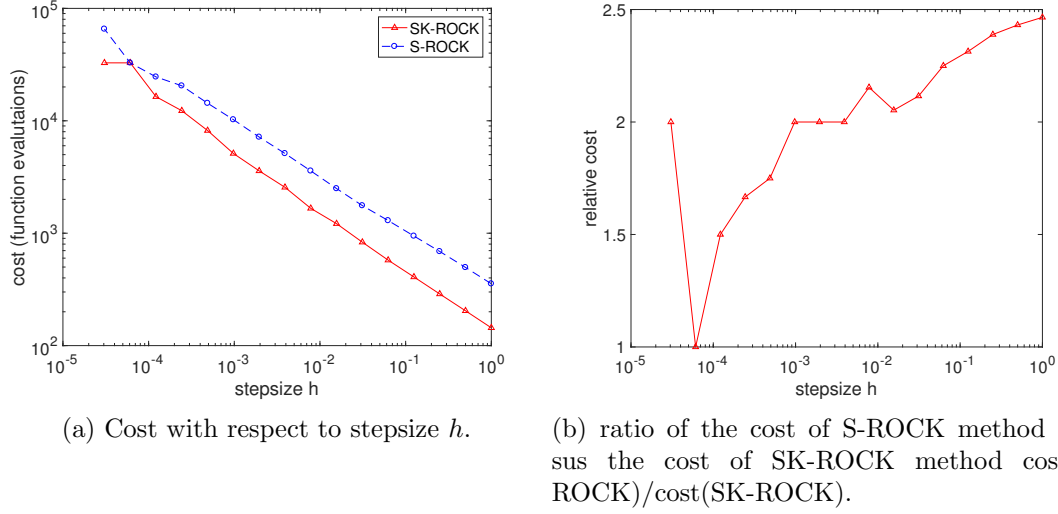 10^5
10^4
10^3
10^2
cost (function evalutaions)
SK-ROCK
S-ROCK
10^-5 10^-4 10^-3 10^-2 10^-1 10^0
stepsize h
(a) Cost with respect to stepsize h.
2.5
2
1.5
1
relative cost
10^-5 10^-4 10^-3 10^-2 10^-1 10^0
stepsize h
(b) ratio of the cost of S-ROCK method
sus the cost of SK-ROCK method cos
ROCK)/cost(SK-ROCK).